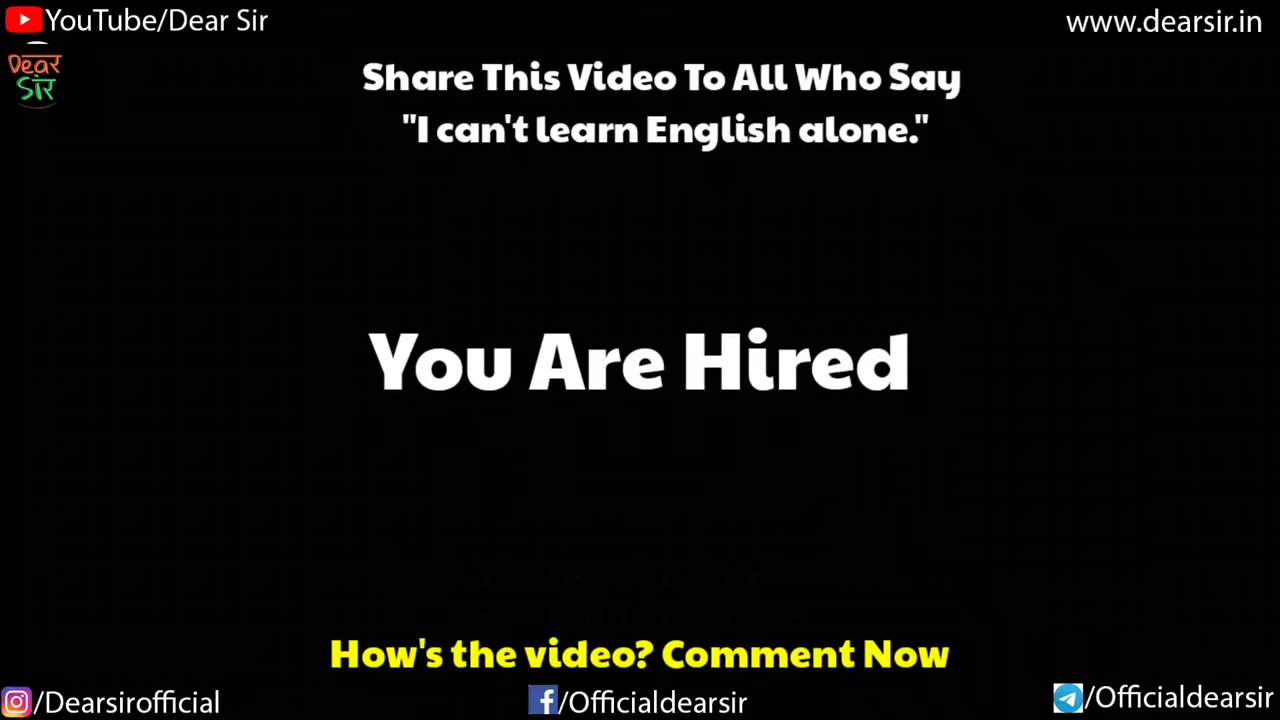 YouTube/Dear Sir
www.dearsir.in
Dear
सर
Share This Video To All Who Say
"I can't learn English alone."
You Are Hired
How's the video? Comment Now
/Dearsirofficial
/Officialdearsir
/Officialdearsir